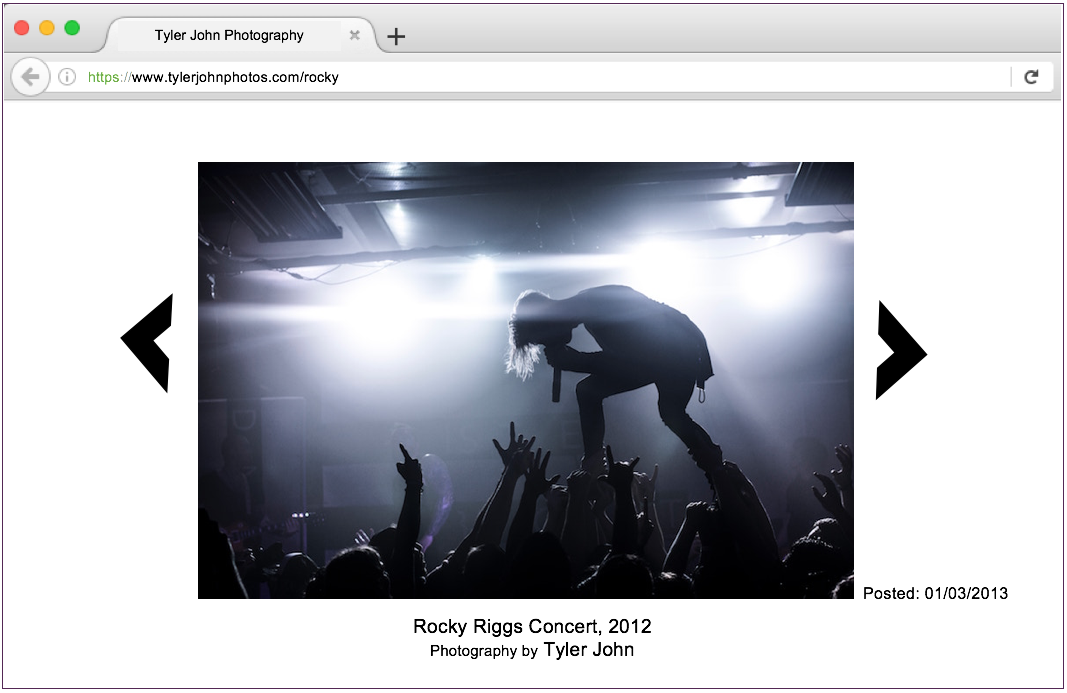 Tyler John Photography
https://www.tylerjohnphotos.com/rocky
Posted: 01/03/2013
Rocky Riggs Concert, 2012
Photography by Tyler John